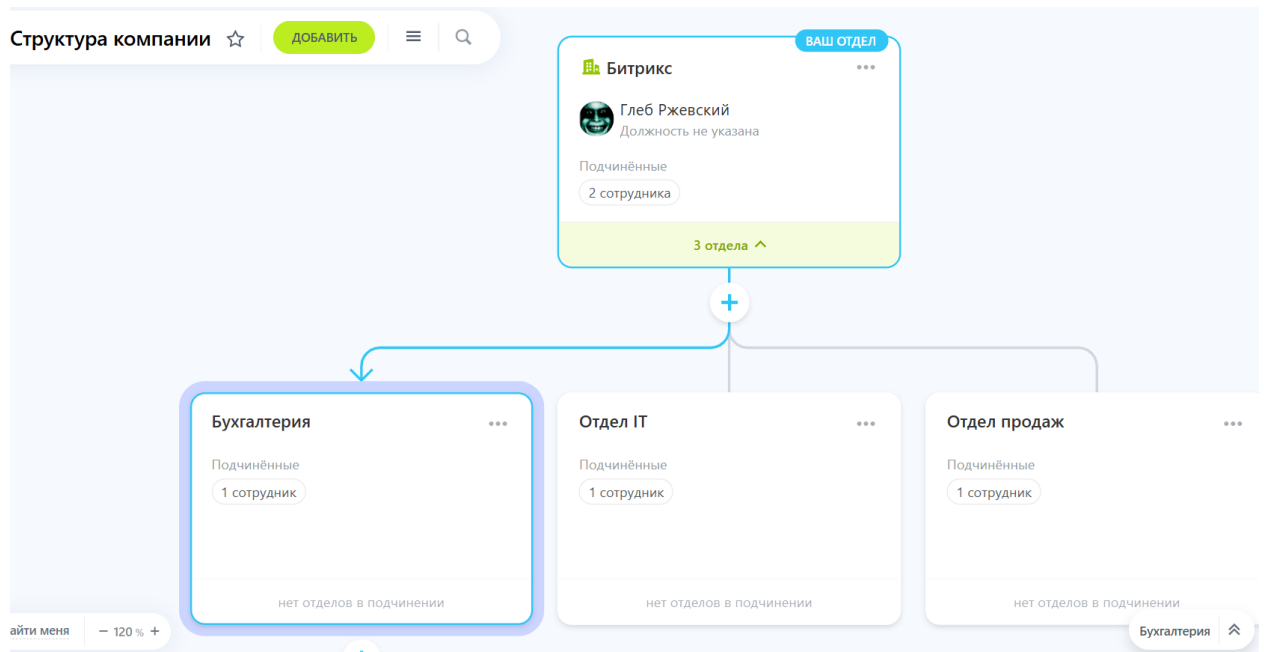 Структура компании
ДОБАВИТЬ
ВАШ ОТДЕЛ
Битрикс
Глеб Ржевский
Должность не указана
Подчинённые
2 сотрудника
3 отдела
Бухгалтерия
Подчинённые
1 сотрудник
нет отделов в подчинении
Отдел IT
Подчинённые
1 сотрудник
нет отделов в подчинении
Отдел продаж
Подчинённые
1 сотрудник
нет отделов в подчинении
айти меня
− 120 % +
Бухгалтерия